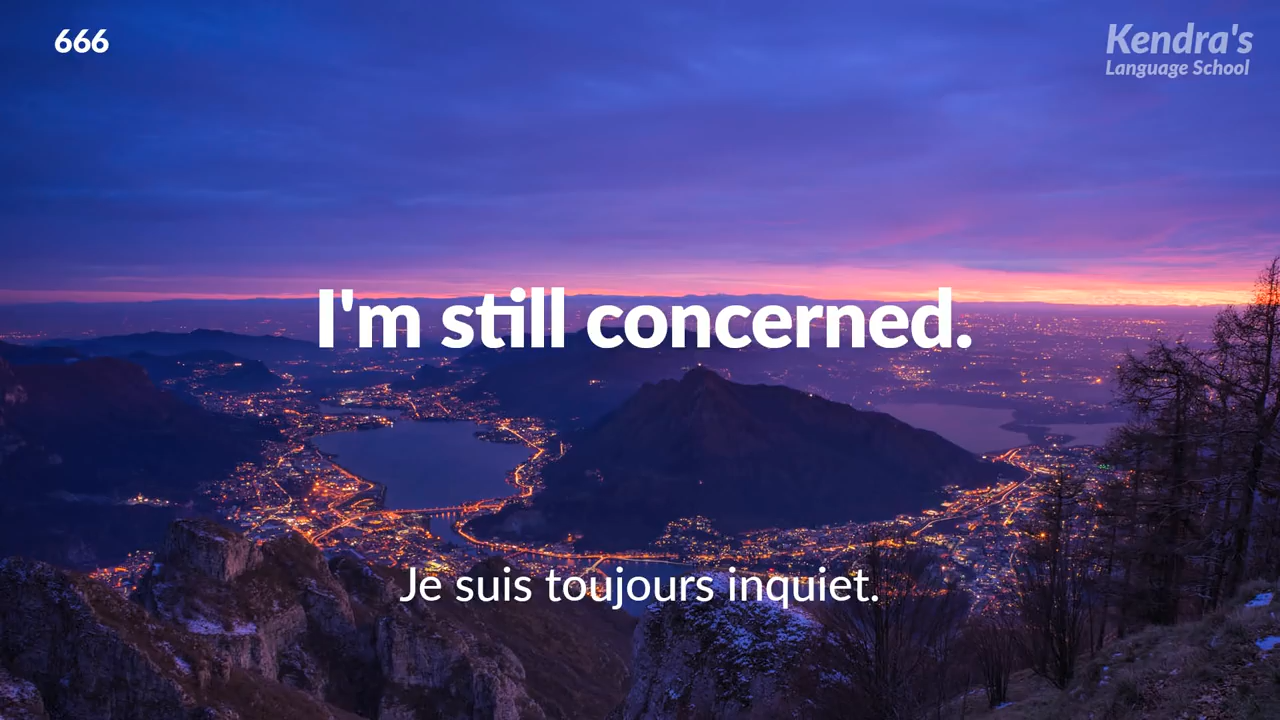 666
Kendra's
Language School
I'm still concerned.
Je suis toujours inquiet.